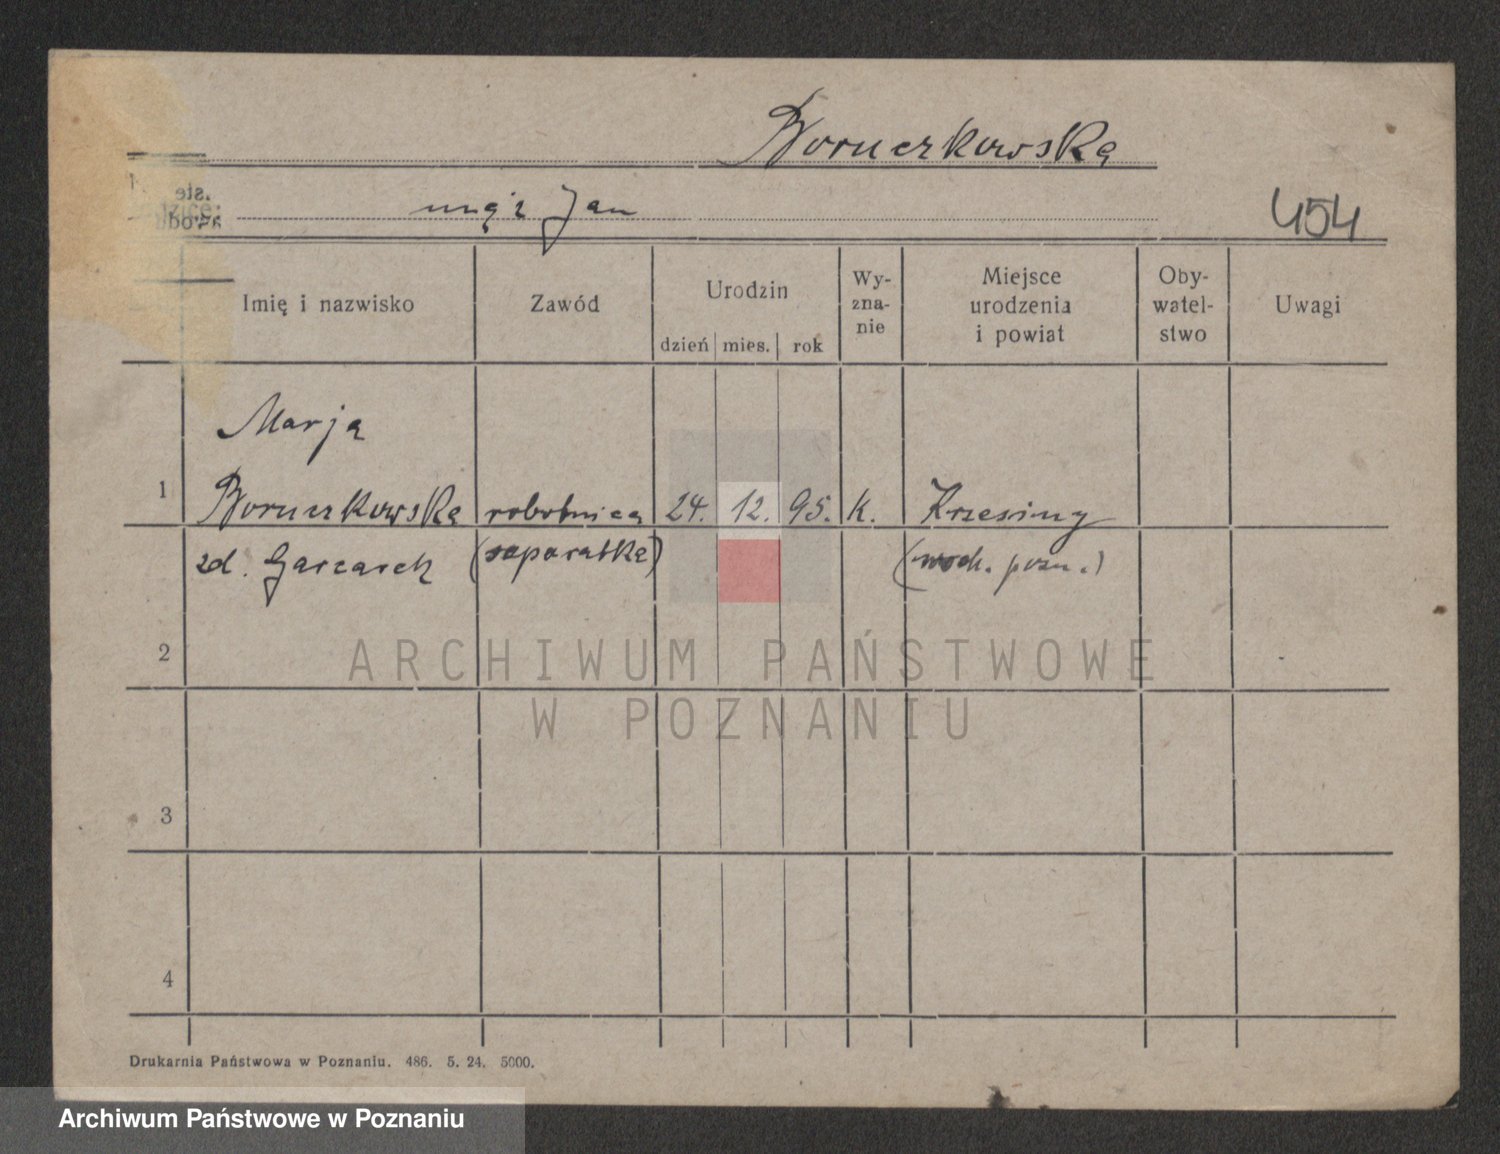 Boruczkowska
mąż Jan
454
Imię i nazwisko
Zawód
Urodzin
dzień mies. rok
Wy-
zna-
nie
Miejsce
urodzenia
i powiat
Oby-
watel-
stwo
Uwagi
Marja
1 Boruczkowska robotnica 24. 12. 95. k. Krzesiny
zd. Garczarek (separatka) (wsch. pozn.)
2
3
4
ARCHIWUM PAŃSTWOWE
W POZNANIU
Drukarnia Państwowa w Poznaniu. 486. 5. 24. 5000.
Archiwum Państwowe w Poznaniu